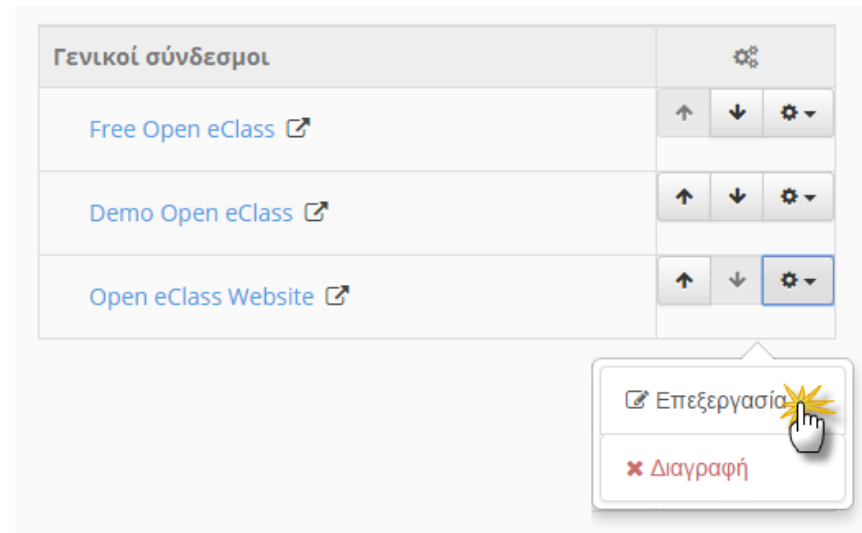 Γενικοί σύνδεσμοι
Free Open eClass
Demo Open eClass
Open eClass Website
Επεξεργασία
Διαγραφή